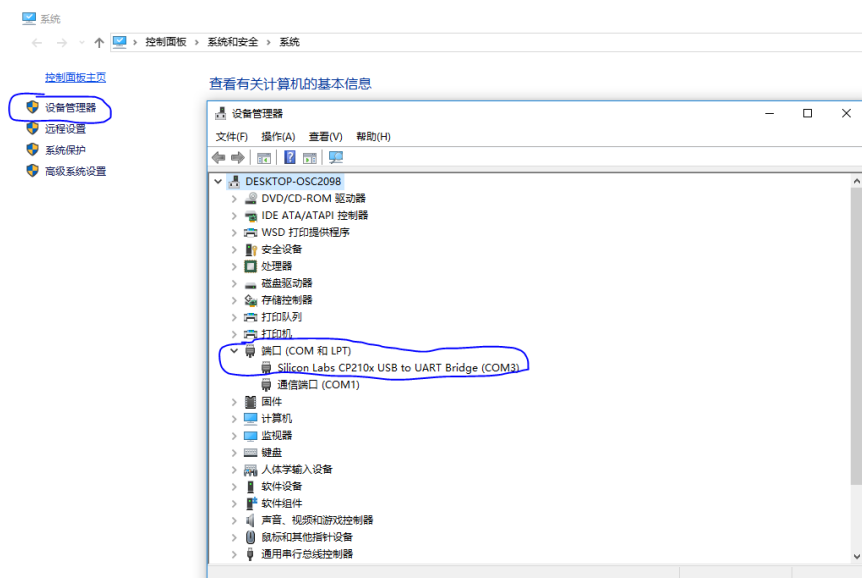 系统
控制面板 > 系统和安全 > 系统
控制面板主页
设备管理器
远程设置
系统保护
高级系统设置
查看有关计算机的基本信息
设备管理器
文件(F) 操作(A) 查看(V) 帮助(H)
DESKTOP-OSC2098
DVD/CD-ROM 驱动器
IDE ATA/ATAPI 控制器
WSD 打印提供程序
安全设备
处理器
磁盘驱动器
存储控制器
打印队列
打印机
端口 (COM 和 LPT)
Silicon Labs CP210x USB to UART Bridge (COM3)
通信端口 (COM1)
固件
计算机
监视器
键盘
人体学输入设备
软件设备
软件组件
声音、视频和游戏控制器
鼠标和其他指针设备
通用串行总线控制器